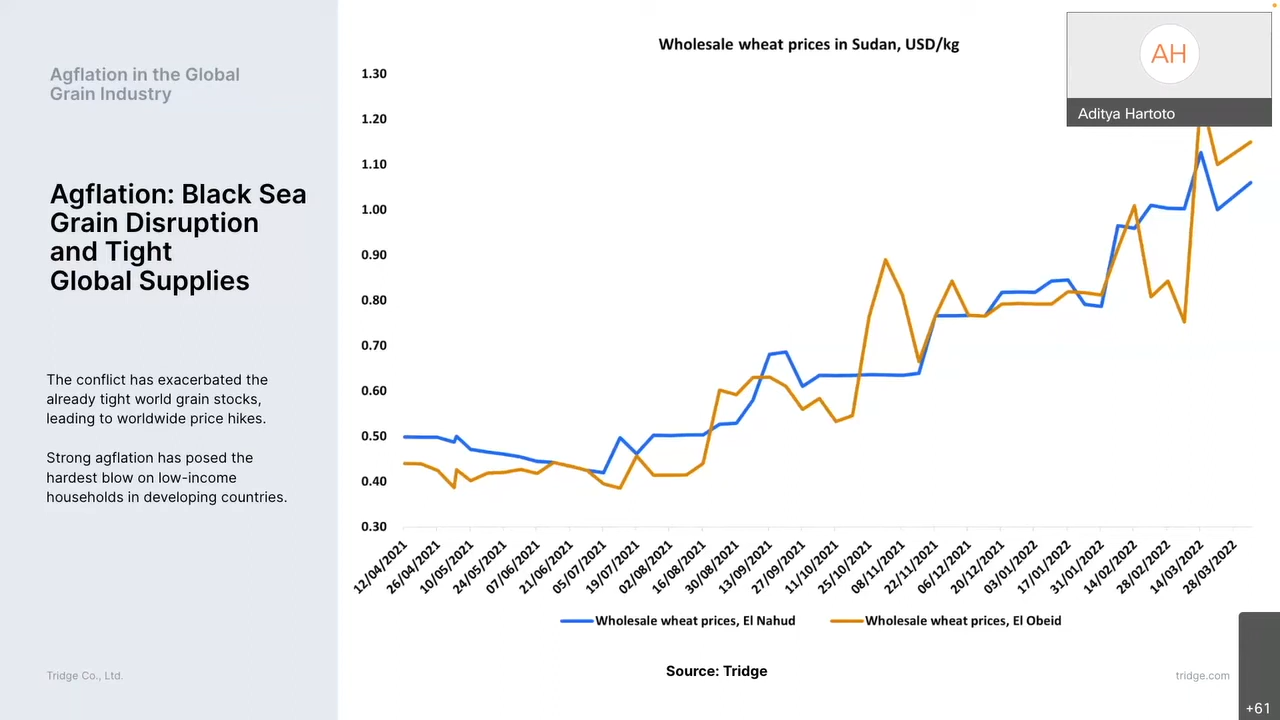 Agflation in the Global
Grain Industry
Agflation: Black Sea
Grain Disruption
and Tight
Global Supplies
The conflict has exacerbated the
already tight world grain stocks,
leading to worldwide price hikes.
Strong agflation has posed the
hardest blow on low-income
households in developing countries.
Tridge Co., Ltd.
Wholesale wheat prices in Sudan, USD/kg
1.30
1.20
1.10
1.00
0.90
0.80
0.70
0.60
0.50
0.40
0.30
12/04/2021
26/04/2021
10/05/2021
24/05/2021
07/06/2021
21/06/2021
05/07/2021
19/07/2021
02/08/2021
16/08/2021
30/08/2021
13/09/2021
27/09/2021
11/10/2021
25/10/2021
08/11/2021
22/11/2021
06/12/2021
20/12/2021
03/01/2022
17/01/2022
31/01/2022
14/02/2022
28/02/2022
14/03/2022
28/03/2022
Wholesale wheat prices, El Nahud
Wholesale wheat prices, El Obeid
Source: Tridge
tridge.com
AH
Aditya Hartoto
+61